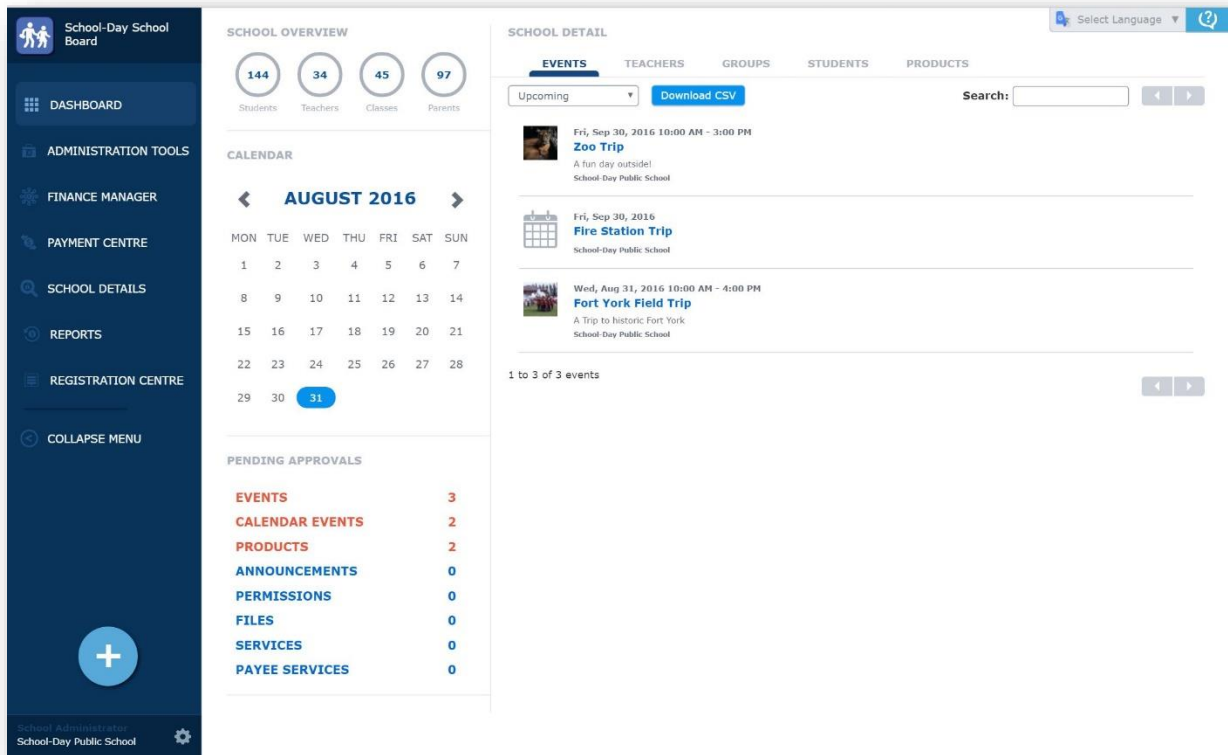 School-Day School
Board
DASHBOARD
ADMINISTRATION TOOLS
FINANCE MANAGER
PAYMENT CENTRE
SCHOOL DETAILS
REPORTS
REGISTRATION CENTRE
COLLAPSE MENU
+
School Administrator
School-Day Public School
SCHOOL OVERVIEW
144 34 45 97
Students Teachers Classes Parents
CALENDAR
AUGUST 2016
MON TUE WED THU FRI SAT SUN
1 2 3 4 5 6 7
8 9 10 11 12 13 14
15 16 17 18 19 20 21
22 23 24 25 26 27 28
29 30 31
PENDING APPROVALS
EVENTS 3
CALENDAR EVENTS 2
PRODUCTS 2
ANNOUNCEMENTS 0
PERMISSIONS 0
FILES 0
SERVICES 0
PAYEE SERVICES 0
Select Language ?
SCHOOL DETAIL
EVENTS TEACHERS GROUPS STUDENTS PRODUCTS
Upcoming Download CSV Search:
Fri, Sep 30, 2016 10:00 AM - 3:00 PM
Zoo Trip
A fun day outside!
School-Day Public School
Fri, Sep 30, 2016
Fire Station Trip
School-Day Public School
Wed, Aug 31, 2016 10:00 AM - 4:00 PM
Fort York Field Trip
A Trip to historic Fort York
School-Day Public School
1 to 3 of 3 events